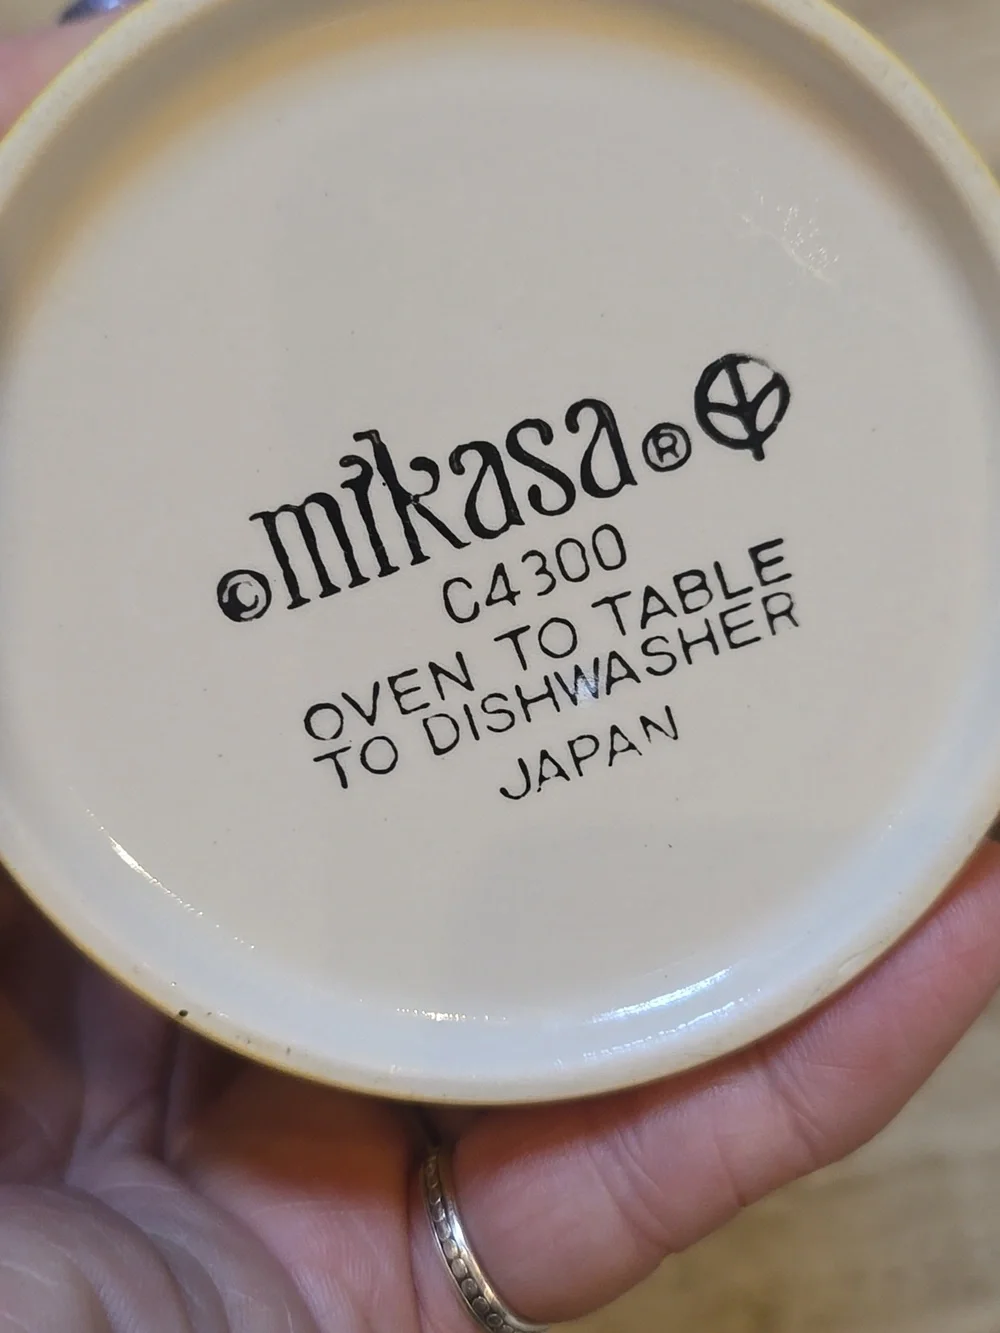 © mikasa ®
C4300
OVEN TO TABLE
TO DISHWASHER
JAPAN